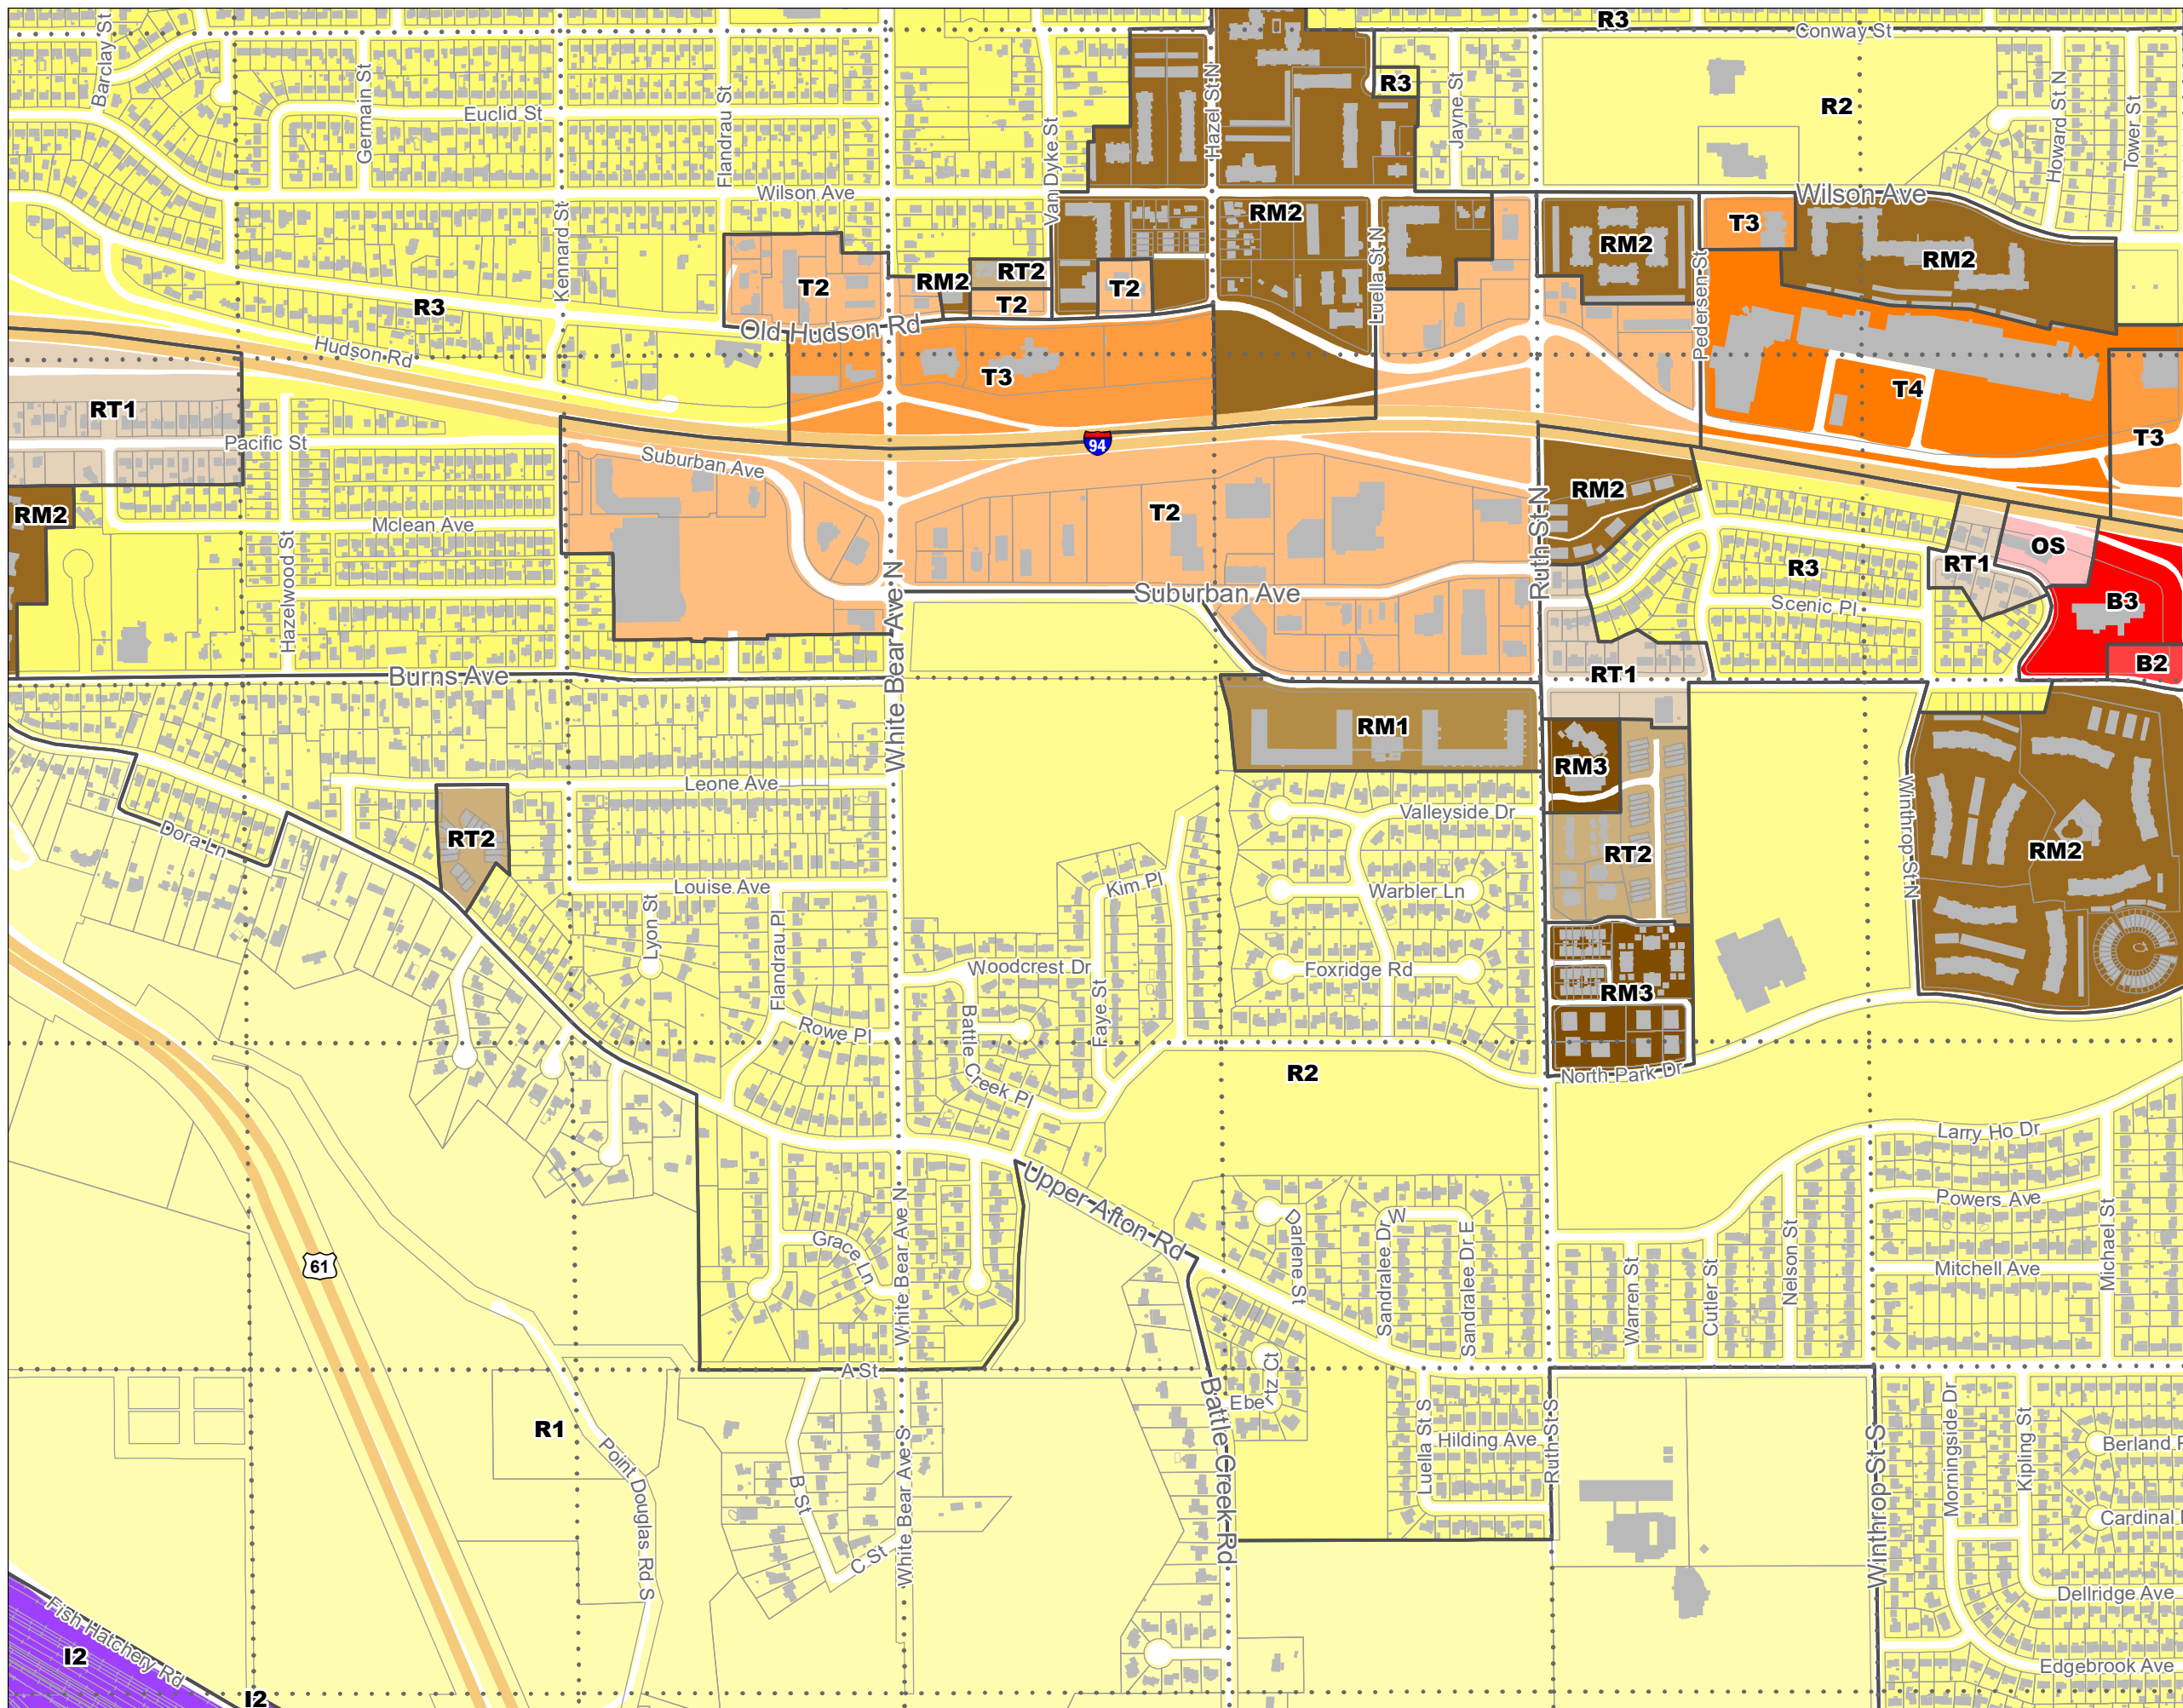 R3
Conway St
Barclay St
Germain St
Euclid St
Flandrau St
Van Dyke St
Hazel St N
R3
Jayne St
R2
Howard St N
Tower St
Wilson Ave
Wilson Ave
Kennard St
RM2
Luella St N
RM2
T3
RM2
Pedersen St
T2
RM2
RT2
T2
T2
R3
Old Hudson Rd
Hudson Rd
T3
T4
RT1
T3
Pacific St
94
Suburban Ave
RM2
RM2
Mclean Ave
T2
Ruth St N
OS
RT1
R3
Hazelwood St
Suburban Ave
Scenic Pl
B3
White Bear Ave N
B2
Burns Ave
RT1
RM1
RM3
Leone Ave
Valleyside Dr
Winthrop St N
Dora Ln
RT2
RT2
RM2
Louise Ave
Kim Pl
Warbler Ln
Lyon St
Flandrau Pl
Woodcrest Dr
Foxridge Rd
RM3
Faye St
Rowe Pl
Battle Creek Pl
R2
North Park Dr
Larry Ho Dr
Upper Afton Rd
Powers Ave
Grace Ln
White Bear Ave N
Darlene St
W
Sandralee Dr
Sandralee Dr E
Warren St
Cutler St
Nelson St
Mitchell Ave
Michael St
61
A St
Ebertz Ct
R1
Point Douglas Rd S
B St
C St
White Bear Ave S
Battle Creek Rd
Luella St S
Hilding Ave
Ruth St S
Winthrop St S
Morningside Dr
Kipling St
Berland P
Cardinal
Dellridge Ave
Edgebrook Ave
Fish Hatchery Rd
I2
I2